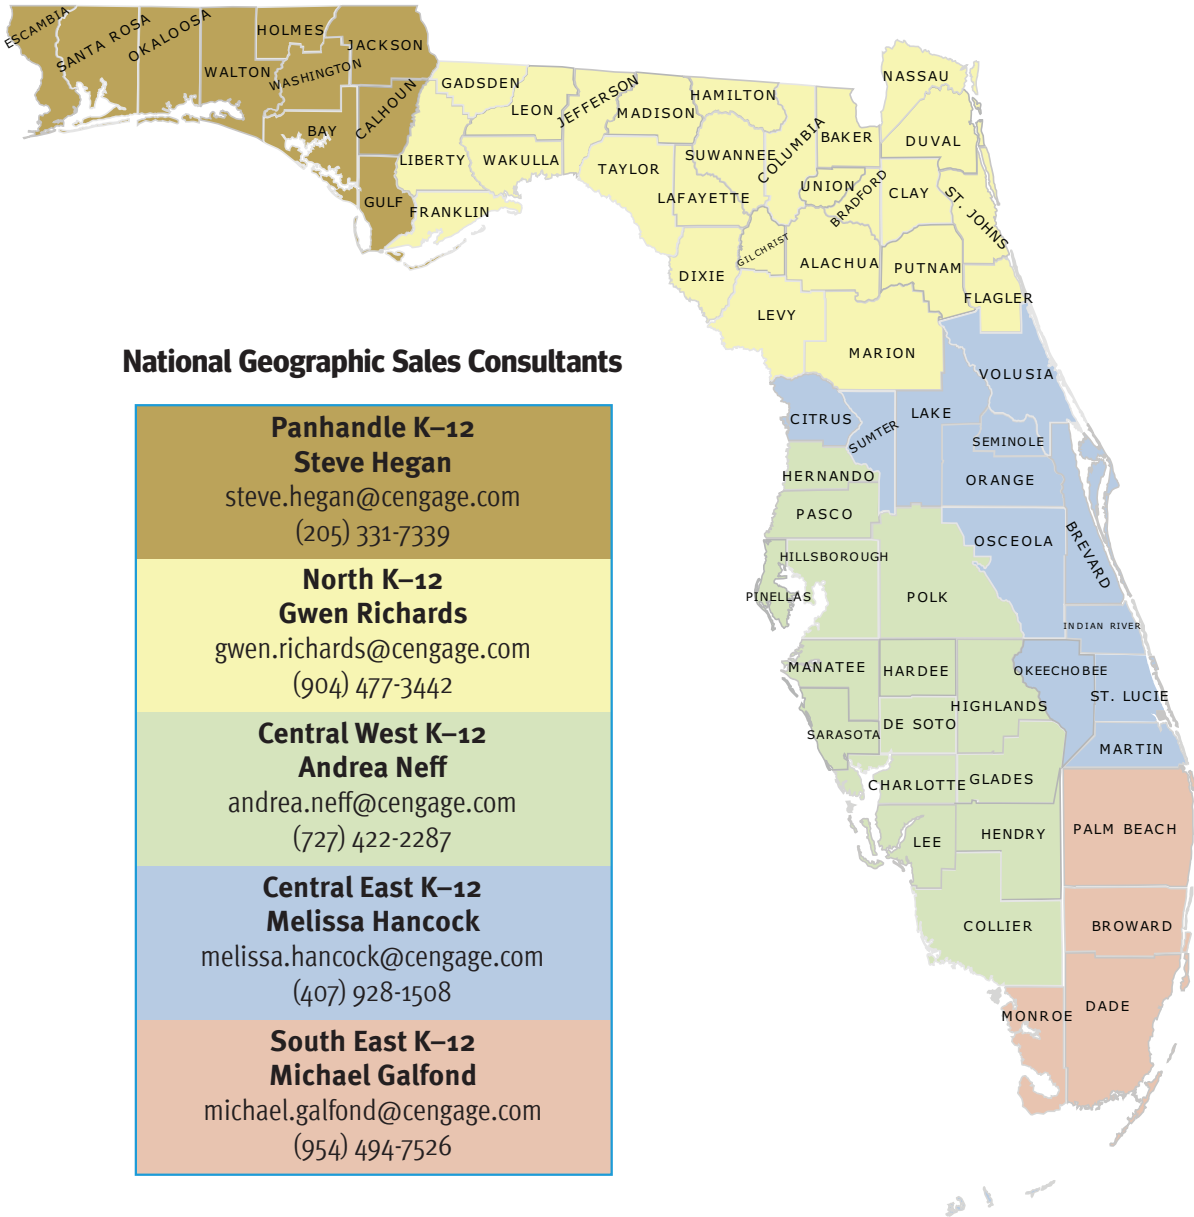 ESCAMBIA
SANTA ROSA
OKALOOSA
WALTON
HOLMES
WASHINGTON
JACKSON
BAY
CALHOUN
GULF
GADSDEN
LEON
JEFFERSON
MADISON
HAMILTON
LIBERTY
WAKULLA
FRANKLIN
TAYLOR
SUWANNEE
LAFAYETTE
COLUMBIA
BAKER
NASSAU
DUVAL
UNION
BRADFORD
CLAY
ST. JOHNS
GILCHRIST
DIXIE
ALACHUA
PUTNAM
FLAGLER
LEVY
MARION
VOLUSIA
CITRUS
SUMTER
LAKE
SEMINOLE
ORANGE
HERNANDO
PASCO
OSCEOLA
BREVARD
HILLSBOROUGH
PINELLAS
POLK
INDIAN RIVER
MANATEE
HARDEE
OKEECHOBEE
ST. LUCIE
HIGHLANDS
SARASOTA
DE SOTO
MARTIN
CHARLOTTE
GLADES
LEE
HENDRY
PALM BEACH
COLLIER
BROWARD
MONROE
DADE
National Geographic Sales Consultants
Panhandle K–12
Steve Hegan
steve.hegan@cengage.com
(205) 331-7339
North K–12
Gwen Richards
gwen.richards@cengage.com
(904) 477-3442
Central West K–12
Andrea Neff
andrea.neff@cengage.com
(727) 422-2287
Central East K–12
Melissa Hancock
melissa.hancock@cengage.com
(407) 928-1508
South East K–12
Michael Galfond
michael.galfond@cengage.com
(954) 494-7526